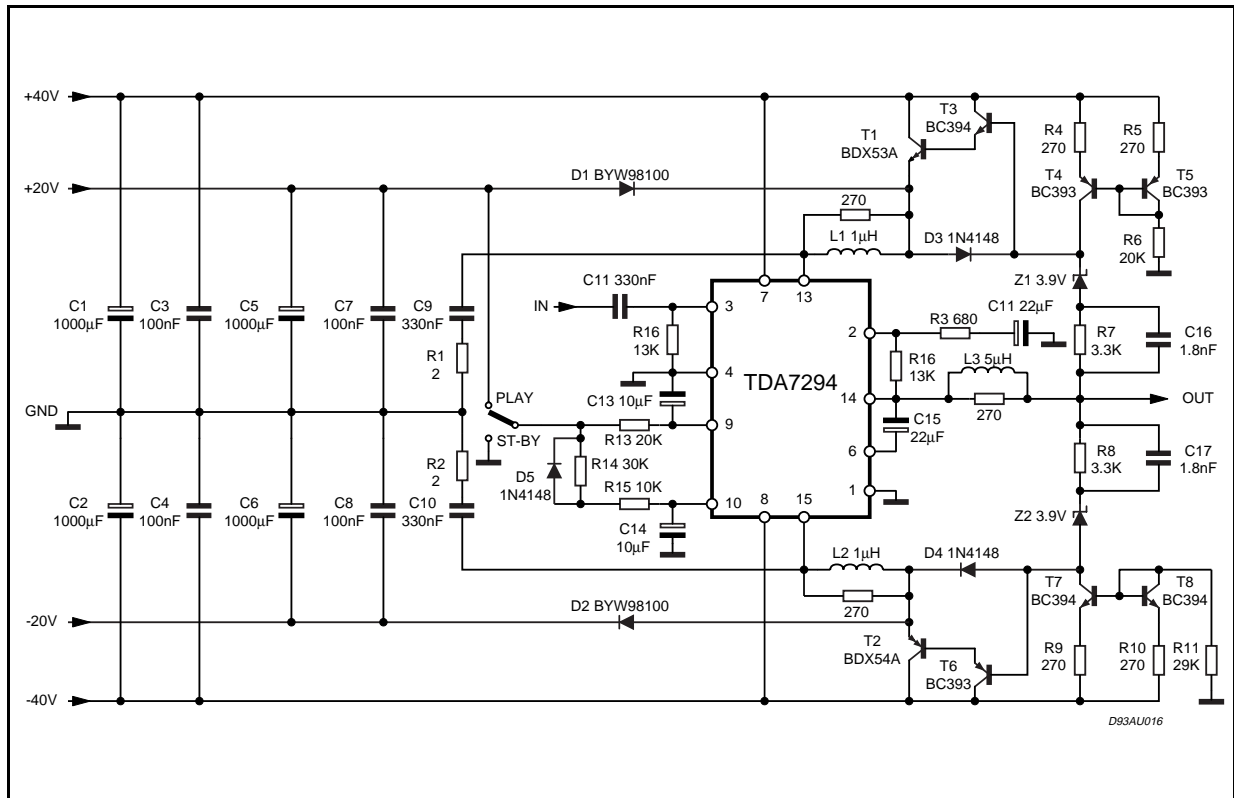 +40V
T3
BC394
T1
BDX53A
R4
270
R5
270
T4
BC393
T5
BC393
+20V
D1 BYW98100
270
L1 1µH
D3 1N4148
R6
20K
Z1 3.9V
C1
1000µF
C3
100nF
C5
1000µF
C7
100nF
C9
330nF
C11 330nF
IN
3
7
13
R16
13K
2
R3 680
C11 22µF
R7
3.3K
C16
1.8nF
R1
2
4
TDA7294
R16
13K
L3 5µH
C13 10µF
14
270
OUT
GND
PLAY
ST-BY
R13 20K
9
C15
22µF
6
R2
2
D5
1N4148
R14 30K
R15 10K
10
1
R8
3.3K
C17
1.8nF
C2
1000µF
C4
100nF
C6
1000µF
C8
100nF
C10
330nF
C14
10µF
8
15
Z2 3.9V
L2 1µH
D4 1N4148
270
T7
BC394
T8
BC394
-20V
D2 BYW98100
T2
BDX54A
T6
BC393
R9
270
R10
270
R11
29K
-40V
D93AU016